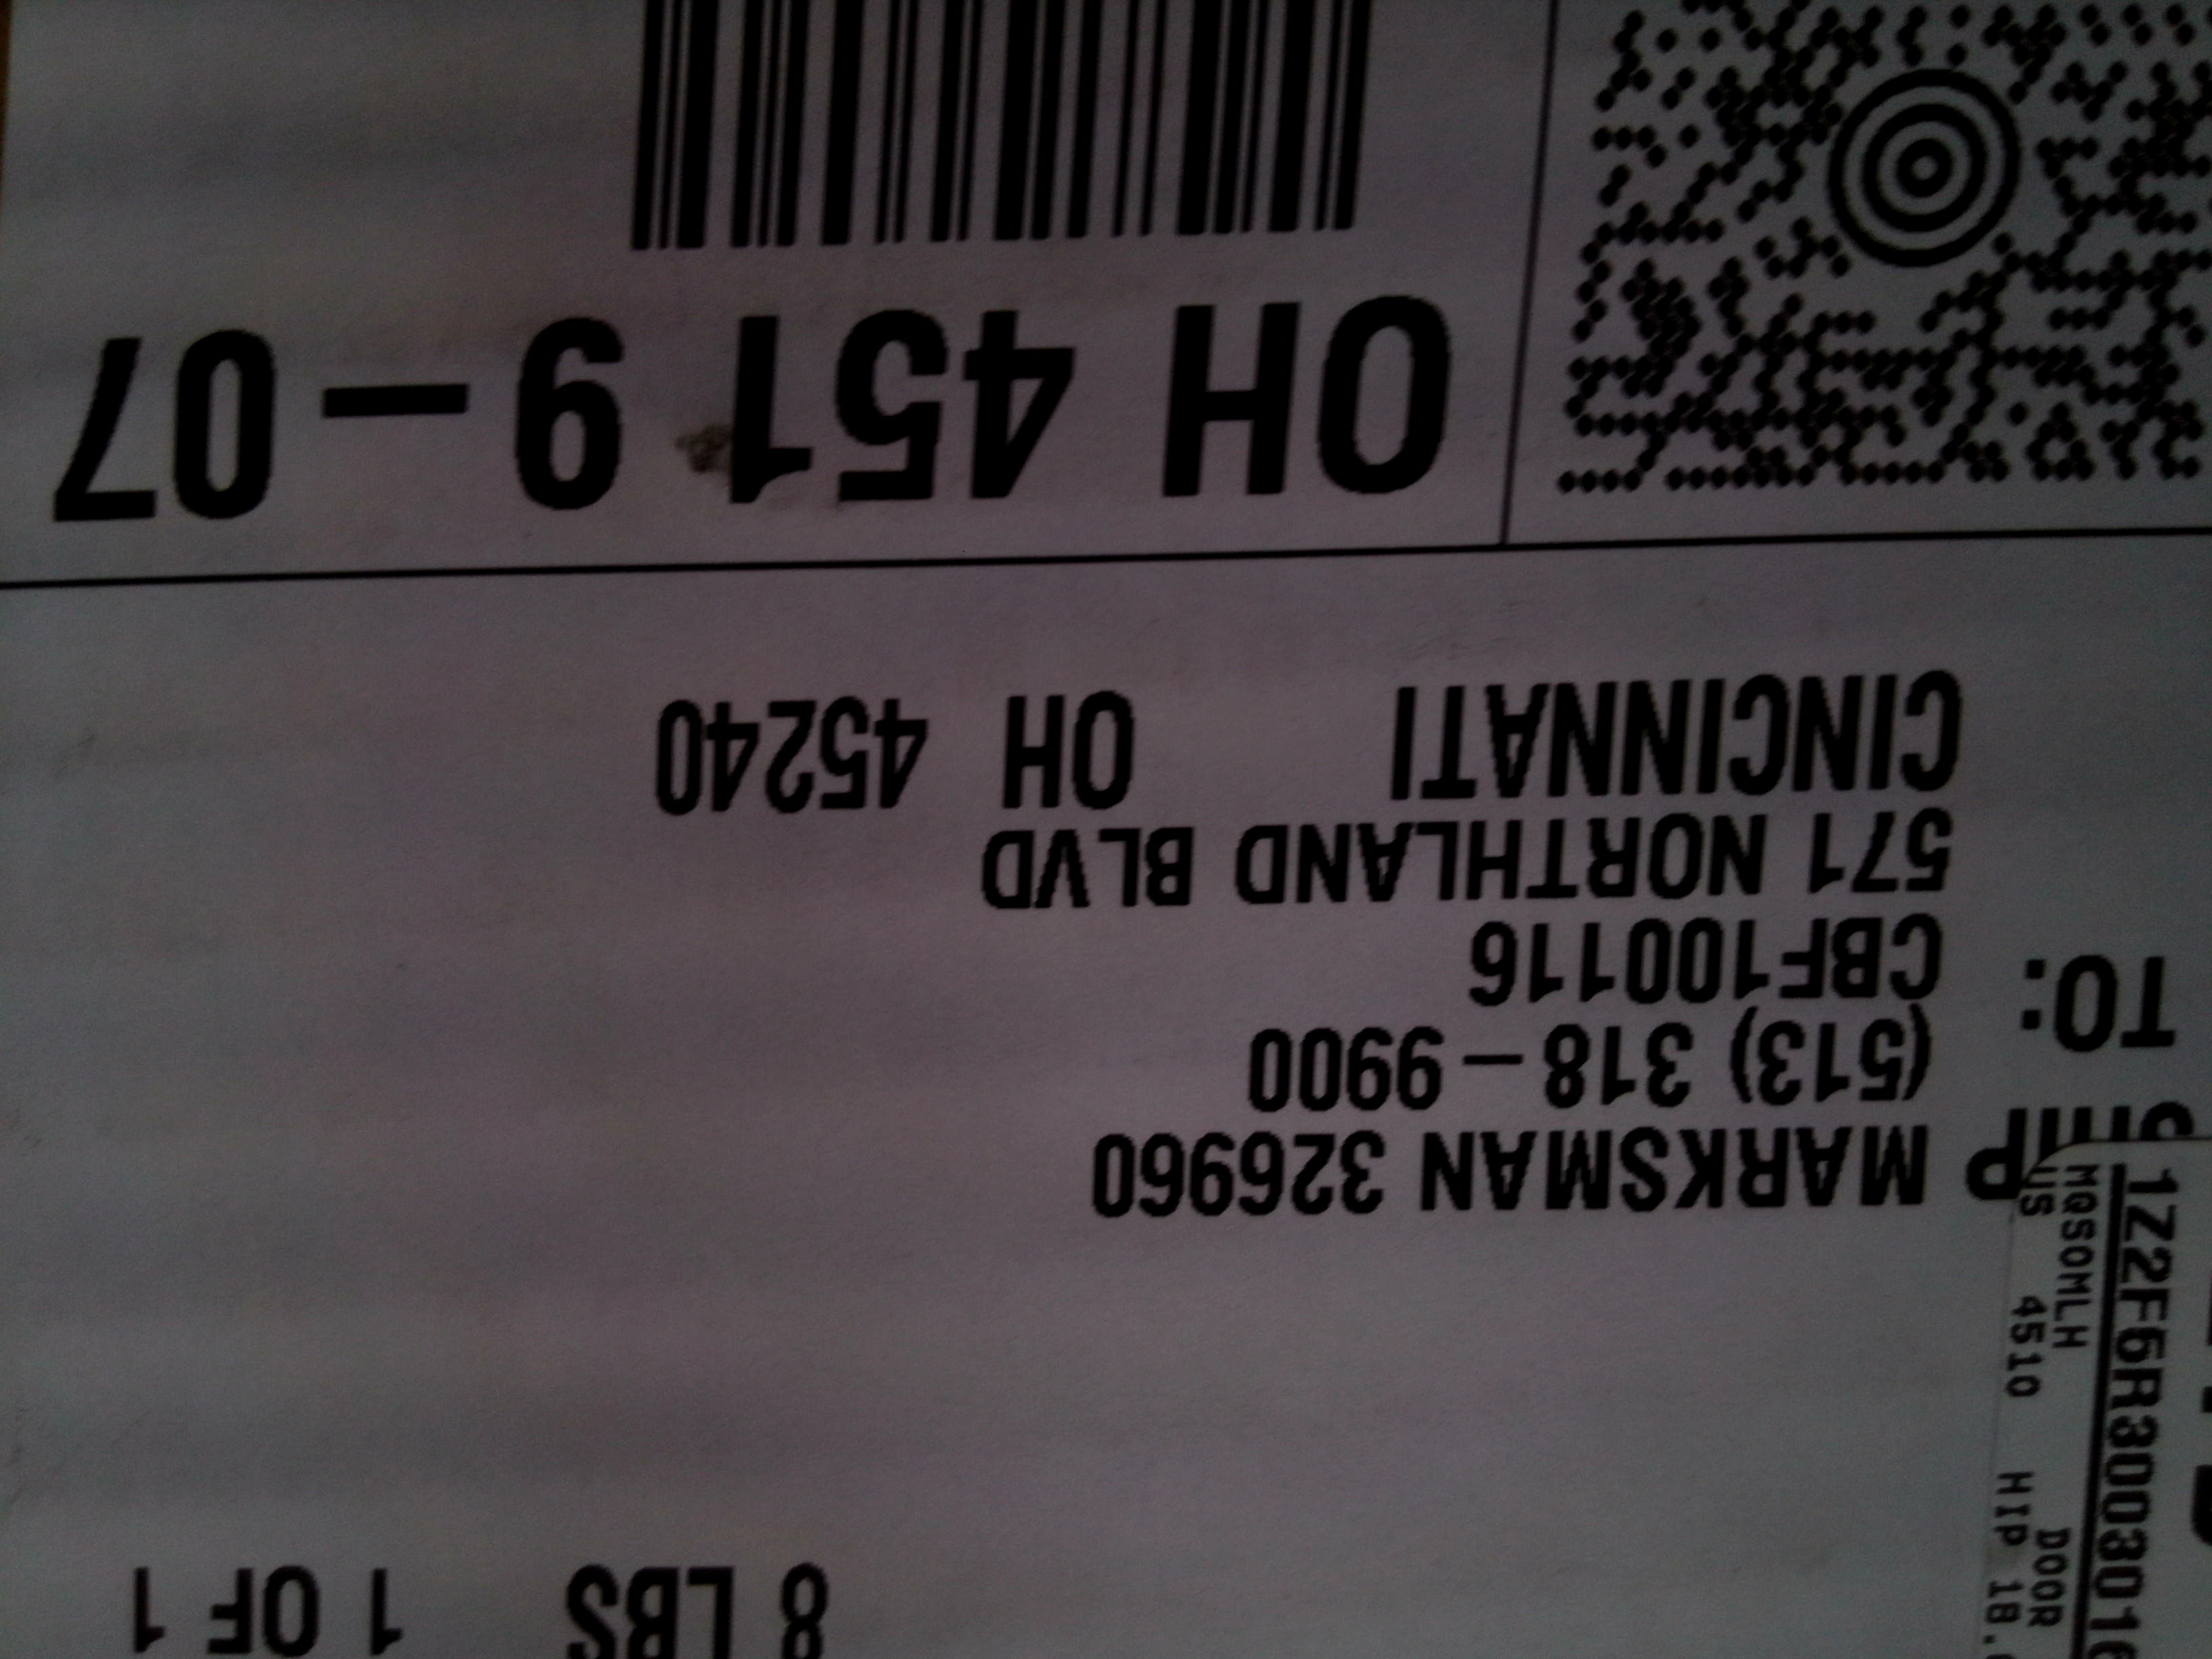 8 LBS 1 OF 1
SHIP
TO:
MARKSMAN 326960
(513) 318 - 9900
CBF100116
571 NORTHLAND BLVD
CINCINNATI OH 45240
OH 451 9 - 07
MQSOMLH DOOR
US 4510 HIP 18.